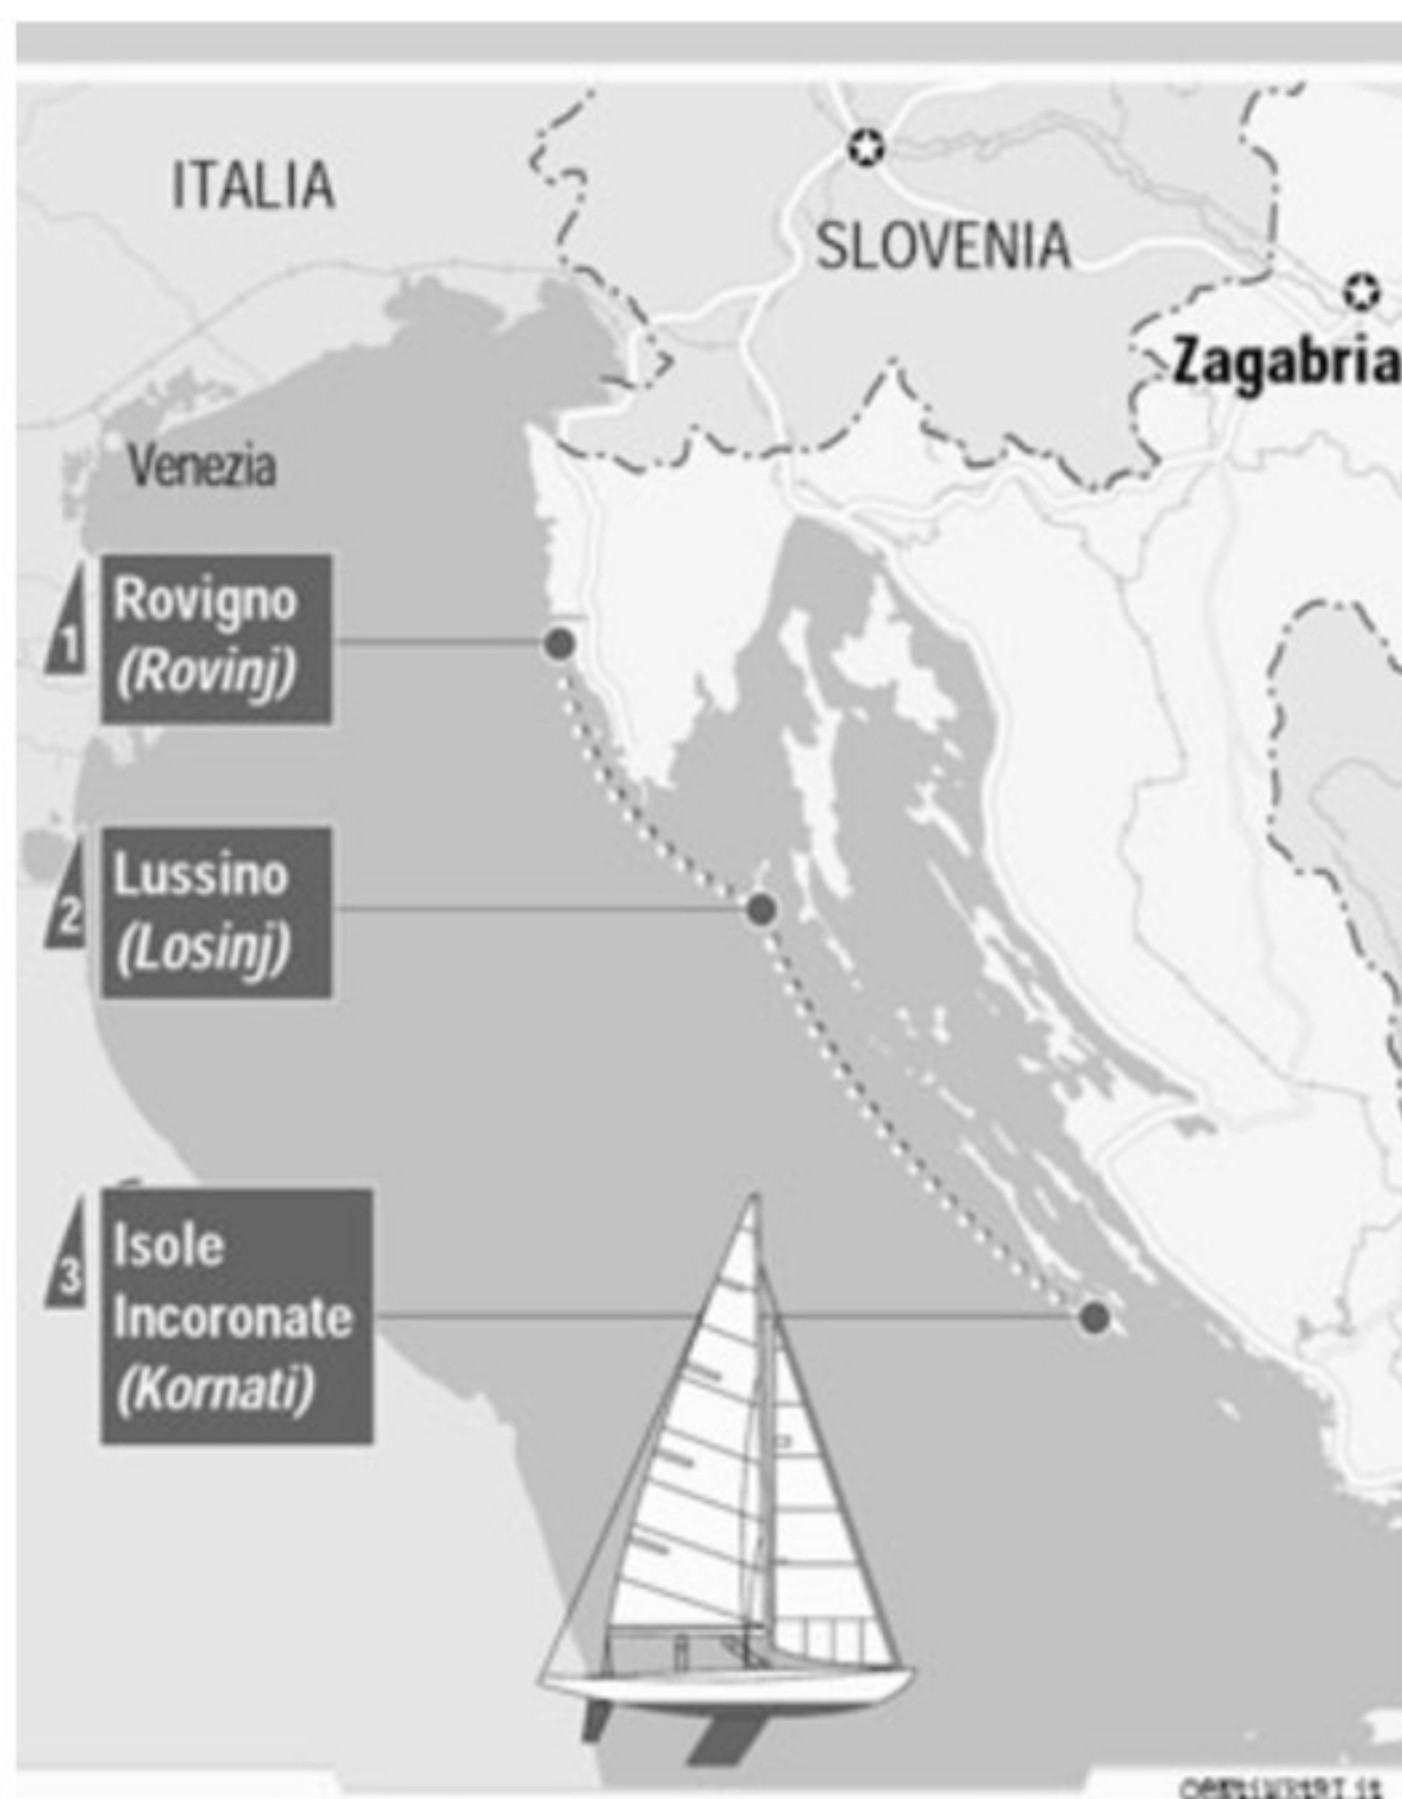 ITALIA
SLOVENIA
Zagabria
Venezia
1
Rovigno
(Rovinj)
2
Lussino
(Losinj)
3
Isole
Incoronate
(Kornati)